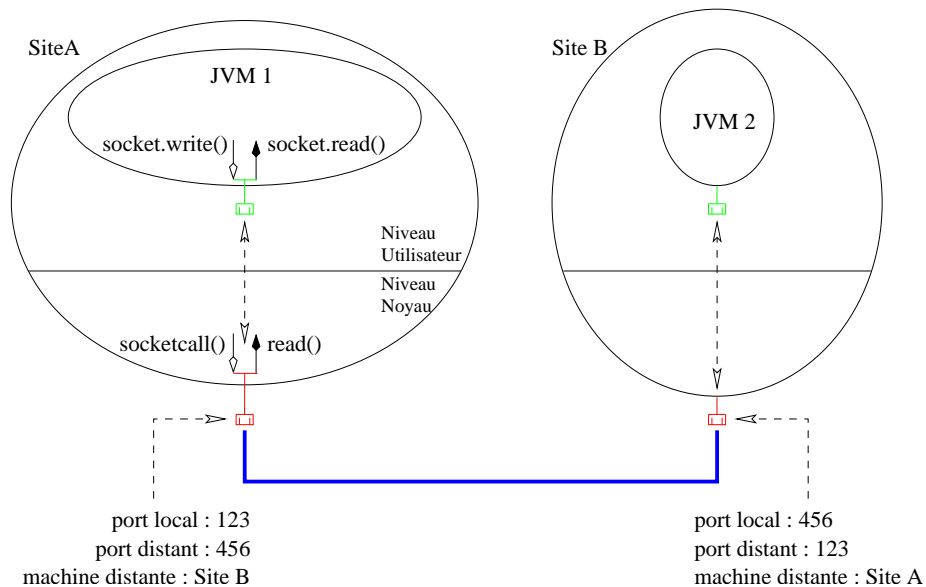 SiteA
JVM 1
socket.write()
socket.read()
Niveau
Utilisateur
Niveau
Noyau
socketcall()
read()
port local : 123
port distant : 456
machine distante : Site B
Site B
JVM 2
port local : 456
port distant : 123
machine distante : Site A